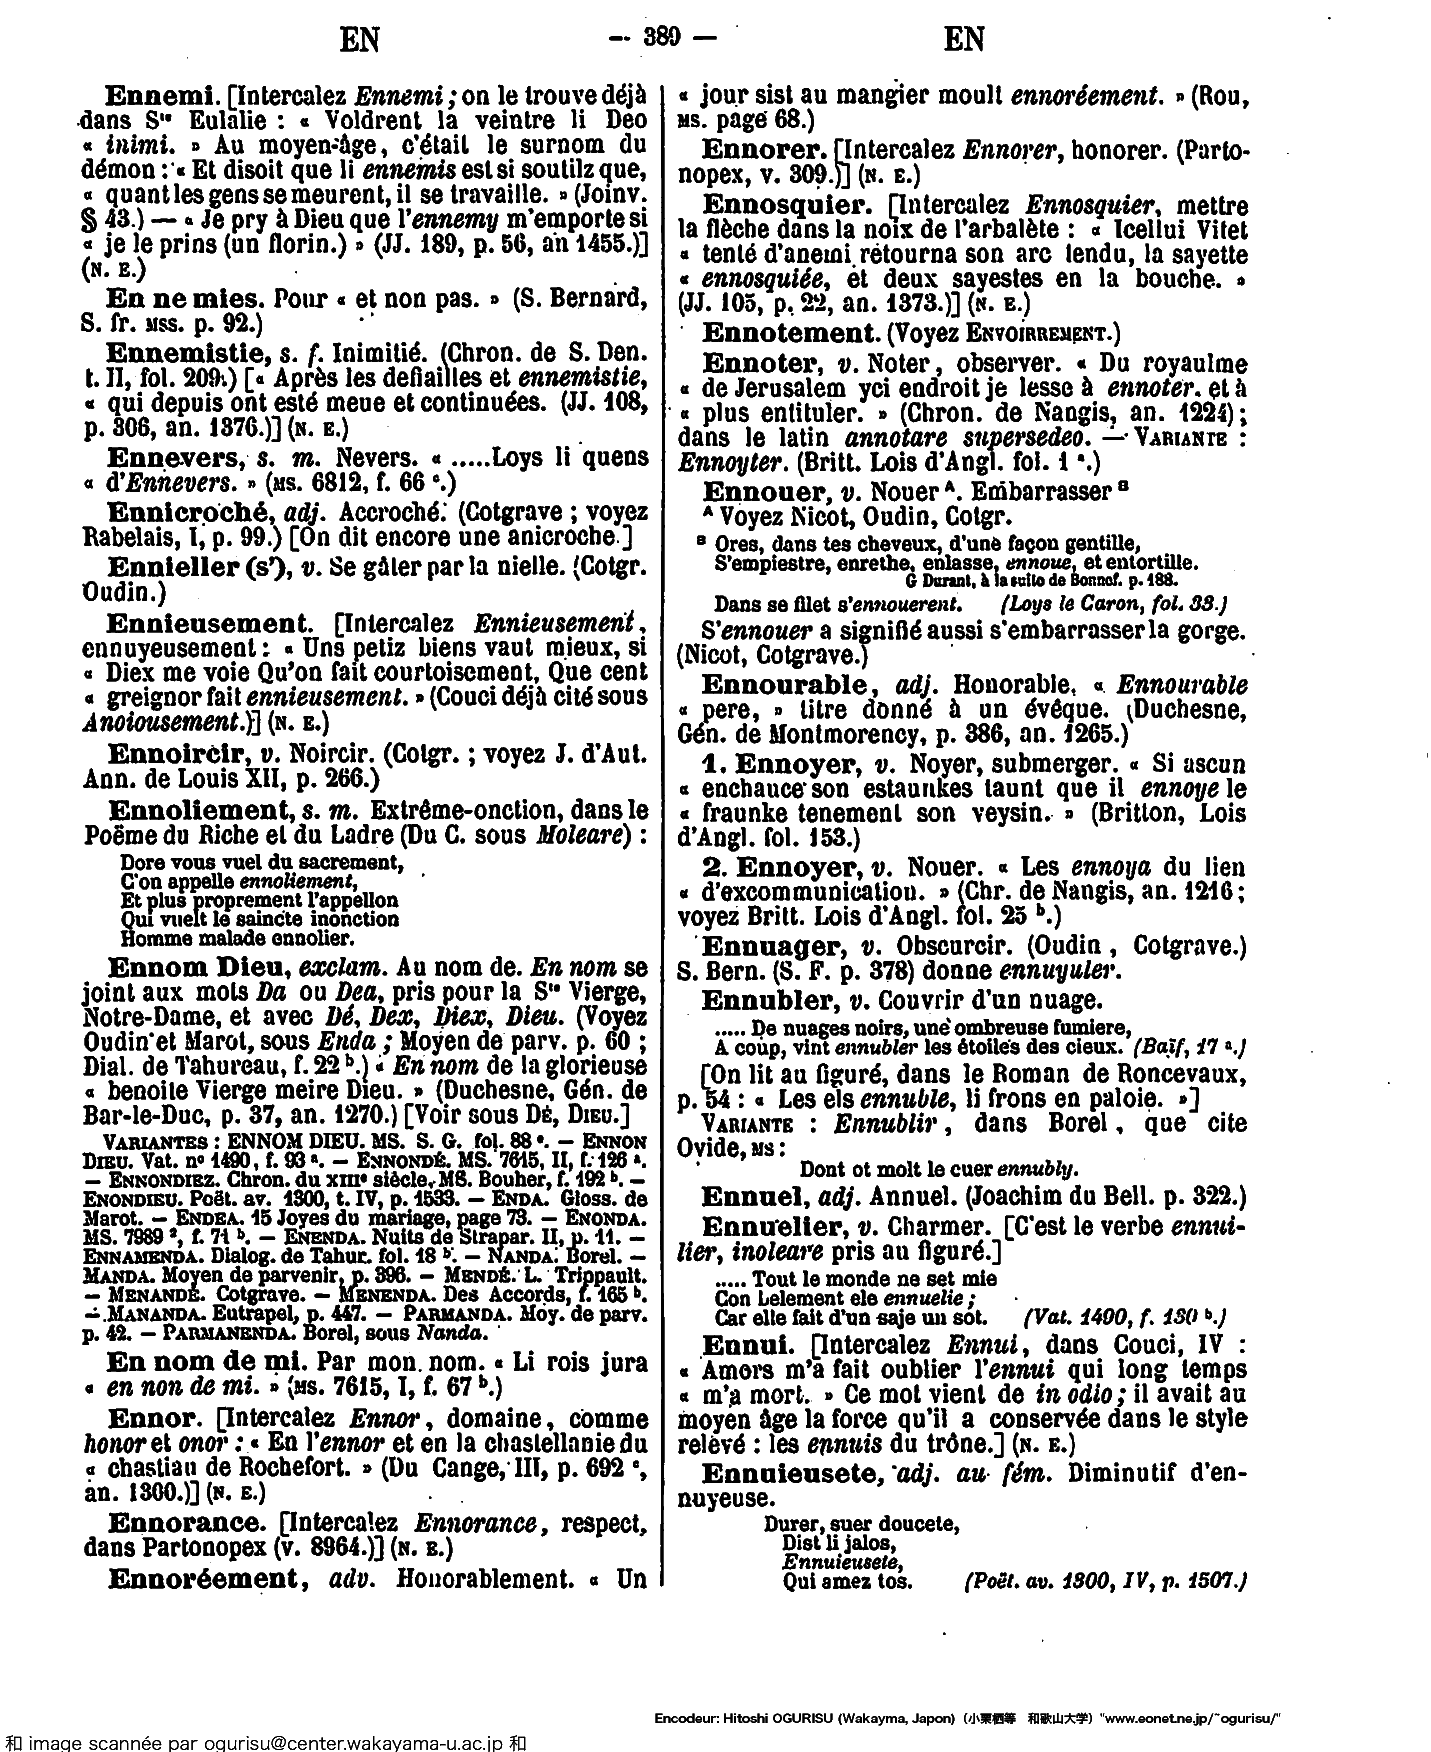 EN — 380 — EN
Ennemi. [Intercalez Ennemi ; on le trouve déjà
dans Ste Eulalie : « Voldrent la veintre li Deo
« inimi. » Au moyen-âge, c'était le surnom du
démon : « Et disoit que li ennemis est si soutilz que,
« quant les gens se meurent, il se travaille. » (Joinv.
§ 43.) — « Je pry à Dieu que l'ennemy m'emporte si
« je le prins (un florin.) » (JJ. 189, p. 56, an 1455.)]
(N. E.)
En ne mies. Pour « et non pas. » (S. Bernard,
S. fr. MSS. p. 92.)
Ennemistie, s. f. Inimitié. (Chron. de S. Den.
t. II, fol. 209.) [« Après les defiailles et ennemistie,
« qui depuis ont esté meue et continuées. (JJ. 108,
p. 306, an. 1376.)] (N. E.)
Ennevers, s. m. Nevers. « .....Loys li quens
« d'Ennevers. » (MS. 6812, f. 66 c.)
Ennicroché, adj. Accroché. (Cotgrave ; voyez
Rabelais, I, p. 99.) [On dit encore une anicroche.]
Ennieller (s'), v. Se gâter par la nielle. (Cotgr.
Oudin.)
Ennieusement. [Intercalez Ennieusement,
ennuyeusement : « Uns petiz biens vaut mieux, si
« Diex me voie Qu'on fait courtoisement, Que cent
« greignor fait ennieusement. » (Couci déjà cité sous
Anoiousement.)] (N. E.)
Ennoircir, v. Noircir. (Cotgr. ; voyez J. d'Aut.
Ann. de Louis XII, p. 266.)
Ennoliement, s. m. Extrême-onction, dans le
Poëme du Riche et du Ladre (Du C. sous Moleare) :
Dore vous vuel du sacrement,
C'on appelle ennoliement,
Et plus proprement l'appellon
Qui vuelt le saincte inonction
Homme malade ennolier.
Ennom Dieu, exclam. Au nom de. En nom se
joint aux mots Da ou Dea, pris pour la Ste Vierge,
Notre-Dame, et avec Dé, Dex, Diex, Dieu. (Voyez
Oudin et Marot, sous Enda ; Moyen de parv. p. 60 ;
Dial. de Tahureau, f. 22 b.) « En nom de la glorieuse
« benoite Vierge meire Dieu. » (Duchesne, Gén. de
Bar-le-Duc, p. 37, an. 1270.) [Voir sous DÉ, DIEU.]
VARIANTES : ENNOM DIEU. MS. S. G. fol. 88 e. — ENNON
DIEU. Vat. no 1490, f. 93 a. — ENNONDÉ. MS. 7615, II, f. 126 a.
— ENNONDIEZ. Chron. du XIIIe siècle, MS. Bouher, f. 192 b. —
ENONDIEU. Poët. av. 1300, t. IV, p. 1533. — ENDA. Gloss. de
Marot. — ENDEA. 15 Joyes du mariage, page 73. — ENONDA.
MS. 7989 2, f. 71 b. — ENENDA. Nuits de Strapar. II, p. 11. —
ENNAMENDA. Dialog. de Tahur. fol. 18 b. — NANDA. Borel. —
MANDA. Moyen de parvenir, p. 396. — MENDÉ. L. Trippault.
— MENANDÉ. Cotgrave. — MENENDA. Des Accords, f. 165 b.
— MANANDA. Eutrapel, p. 447. — PARMANDA. Moy. de parv.
p. 42. — PARMANENDA. Borel, sous Nanda.
En nom de mi. Par mon nom. « Li rois jura
« en non de mi. » (MS. 7615, I, f. 67 b.)
Ennor. [Intercalez Ennor, domaine, comme
honor et onor : « En l'ennor et en la chastellanie du
« chastiau de Rochefort. » (Du Cange, III, p. 692 c,
an. 1300.)] (N. E.)
Ennorance. [Intercalez Ennorance, respect,
dans Partonopex (v. 8964.)] (N. E.)
Ennoréement, adv. Honorablement. « Un
« jour sist au mangier moult ennoréement. » (Rou,
MS. page 68.)
Ennorer. [Intercalez Ennorer, honorer. (Parto-
nopex, v. 309.)] (N. E.)
Ennosquier. [Intercalez Ennosquier, mettre
la flèche dans la noix de l'arbalète : « Icellui Vitet
« tenté d'anemi retourna son arc tendu, la sayette
« ennosquiée, et deux sayestes en la bouche. »
(JJ. 105, p. 22, an. 1373.)] (N. E.)
Ennotement. (Voyez ENVOIRREMENT.)
Ennoter, v. Noter, observer. « Du royaulme
« de Jerusalem yci endroit je lesse à ennoter. et à
« plus entituler. » (Chron. de Nangis, an. 1224) ;
dans le latin annotare supersedeo. — VARIANTE :
Ennoyter. (Britt. Lois d'Angl. fol. 1 a.)
Ennouer, v. Nouer A. Embarrasser B
A Voyez Nicot, Oudin, Cotgr.
B Ores, dans tes cheveux, d'une façon gentille,
S'empiestre, enrethe, enlasse, ennoue, et entortille.
G Durant, à la suite de Bonnef. p. 188.
Dans se filet s'ennouerent. (Loys le Caron, fol. 33.)
S'ennouer a signifié aussi s'embarrasser la gorge.
(Nicot, Cotgrave.)
Ennourable, adj. Honorable. « Ennourable
« pere, » titre donné à un évêque. (Duchesne,
Gén. de Montmorency, p. 386, an. 1265.)
1. Ennoyer, v. Noyer, submerger. « Si ascun
« enchauce son estaunkes taunt que il ennoye le
« fraunke tenement son veysin. » (Britton, Lois
d'Angl. fol. 153.)
2. Ennoyer, v. Nouer. « Les ennoya du lien
« d'excommunication. » (Chr. de Nangis, an. 1216 ;
voyez Britt. Lois d'Angl. fol. 25 b.)
Ennuager, v. Obscurcir. (Oudin, Cotgrave.)
S. Bern. (S. F. p. 378) donne ennuyuler.
Ennubler, v. Couvrir d'un nuage.
..... De nuages noirs, une ombreuse fumiere,
A coup, vint ennubler les étoiles des cieux. (Baïf, 17 a.)
[On lit au figuré, dans le Roman de Roncevaux,
p. 54 : « Les els ennuble, li frons en paloie. »]
VARIANTE : Ennublir, dans Borel, que cite
Ovide, MS :
Dont ot molt le cuer ennubly.
Ennuel, adj. Annuel. (Joachim du Bell. p. 322.)
Ennuelier, v. Charmer. [C'est le verbe ennui-
lier, inoleare pris au figuré.]
..... Tout le monde ne set mie
Con Lelement ele ennuelie ;
Car elle fait d'un saje un sot. (Vat. 1490, f. 130 b.)
Ennui. [Intercalez Ennui, dans Couci, IV :
« Amors m'a fait oublier l'ennui qui long temps
« m'a mort. » Ce mot vient de in odio ; il avait au
moyen âge la force qu'il a conservée dans le style
relevé : les ennuis du trône.] (N. E.)
Ennuieusete, adj. au fém. Diminutif d'en-
nuyeuse.
Durer, suer doucete,
Dist li jalos,
Ennuieusete,
Qui amez tos. (Poët. av. 1300, IV, p. 1507.)
Encodeur: Hitoshi OGURISU (Wakayma, Japon) (小栗栖等 和歌山大学) "www.eonet.ne.jp/~ogurisu/"
和 image scannée par ogurisu@center.wakayama-u.ac.jp 和